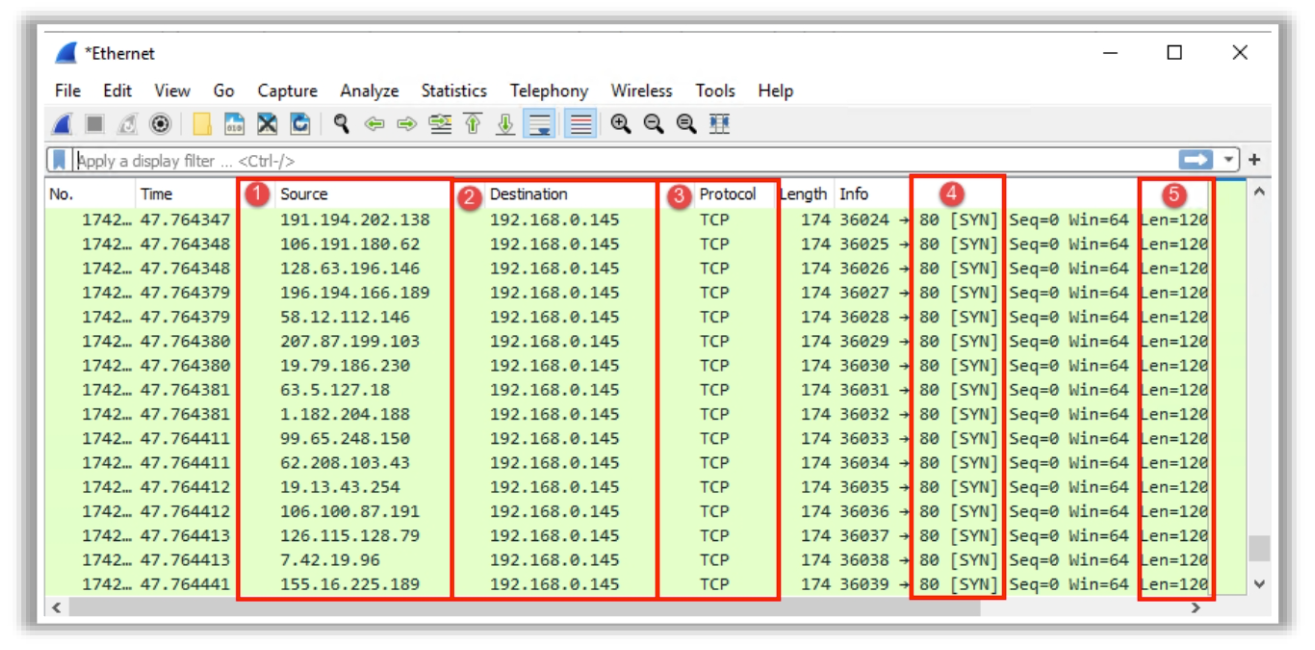 *Ethernet
File Edit View Go Capture Analyze Statistics Telephony Wireless Tools Help
Apply a display filter ... <Ctrl-/>
No. Time 1 Source 2 Destination 3 Protocol Length Info 4 5
1742... 47.764347 191.194.202.138 192.168.0.145 TCP 174 36024 → 80 [SYN] Seq=0 Win=64 Len=120
1742... 47.764348 106.191.180.62 192.168.0.145 TCP 174 36025 → 80 [SYN] Seq=0 Win=64 Len=120
1742... 47.764348 128.63.196.146 192.168.0.145 TCP 174 36026 → 80 [SYN] Seq=0 Win=64 Len=120
1742... 47.764379 196.194.166.189 192.168.0.145 TCP 174 36027 → 80 [SYN] Seq=0 Win=64 Len=120
1742... 47.764379 58.12.112.146 192.168.0.145 TCP 174 36028 → 80 [SYN] Seq=0 Win=64 Len=120
1742... 47.764380 207.87.199.103 192.168.0.145 TCP 174 36029 → 80 [SYN] Seq=0 Win=64 Len=120
1742... 47.764380 19.79.186.230 192.168.0.145 TCP 174 36030 → 80 [SYN] Seq=0 Win=64 Len=120
1742... 47.764381 63.5.127.18 192.168.0.145 TCP 174 36031 → 80 [SYN] Seq=0 Win=64 Len=120
1742... 47.764381 1.182.204.188 192.168.0.145 TCP 174 36032 → 80 [SYN] Seq=0 Win=64 Len=120
1742... 47.764411 99.65.248.150 192.168.0.145 TCP 174 36033 → 80 [SYN] Seq=0 Win=64 Len=120
1742... 47.764411 62.208.103.43 192.168.0.145 TCP 174 36034 → 80 [SYN] Seq=0 Win=64 Len=120
1742... 47.764412 19.13.43.254 192.168.0.145 TCP 174 36035 → 80 [SYN] Seq=0 Win=64 Len=120
1742... 47.764412 106.100.87.191 192.168.0.145 TCP 174 36036 → 80 [SYN] Seq=0 Win=64 Len=120
1742... 47.764413 126.115.128.79 192.168.0.145 TCP 174 36037 → 80 [SYN] Seq=0 Win=64 Len=120
1742... 47.764413 7.42.19.96 192.168.0.145 TCP 174 36038 → 80 [SYN] Seq=0 Win=64 Len=120
1742... 47.764441 155.16.225.189 192.168.0.145 TCP 174 36039 → 80 [SYN] Seq=0 Win=64 Len=120